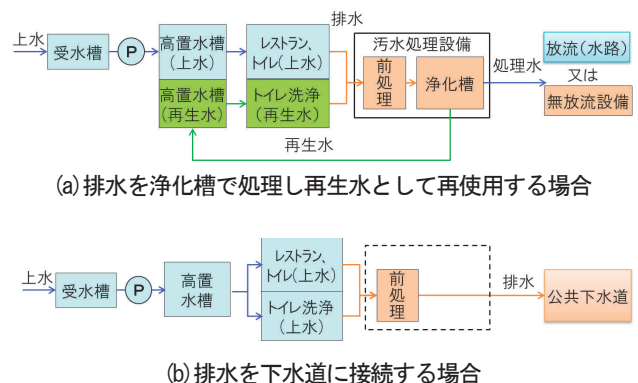 上水
受水槽
P
高置水槽
(上水)
高置水槽
(再生水)
レストラン、
トイレ(上水)
トイレ洗浄
(再生水)
排水
汚水処理設備
前処理
浄化槽
処理水
放流(水路)
又は
無放流設備
再生水
(a)排水を浄化槽で処理し再生水として再使用する場合
上水
受水槽
P
高置
水槽
レストラン、
トイレ(上水)
トイレ洗浄
(上水)
前処理
排水
公共下水道
(b)排水を下水道に接続する場合